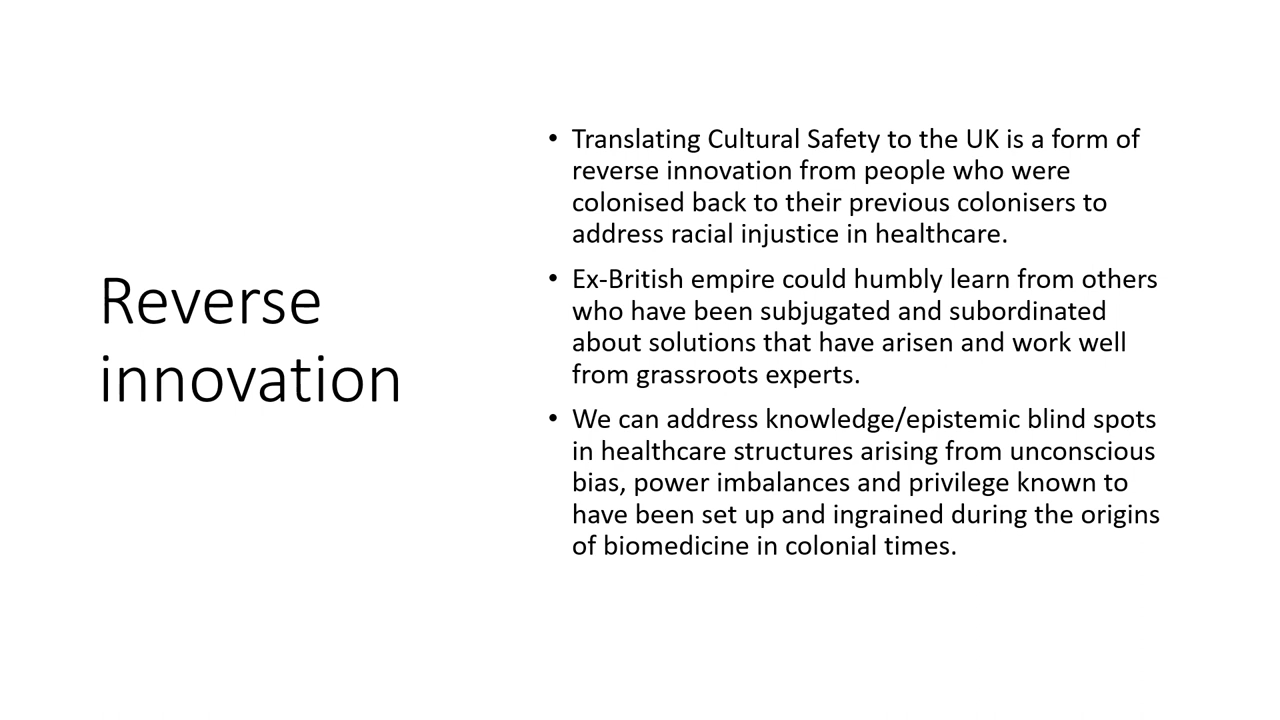 Reverse
innovation
• Translating Cultural Safety to the UK is a form of
reverse innovation from people who were
colonised back to their previous colonisers to
address racial injustice in healthcare.
• Ex-British empire could humbly learn from others
who have been subjugated and subordinated
about solutions that have arisen and work well
from grassroots experts.
• We can address knowledge/epistemic blind spots
in healthcare structures arising from unconscious
bias, power imbalances and privilege known to
have been set up and ingrained during the origins
of biomedicine in colonial times.